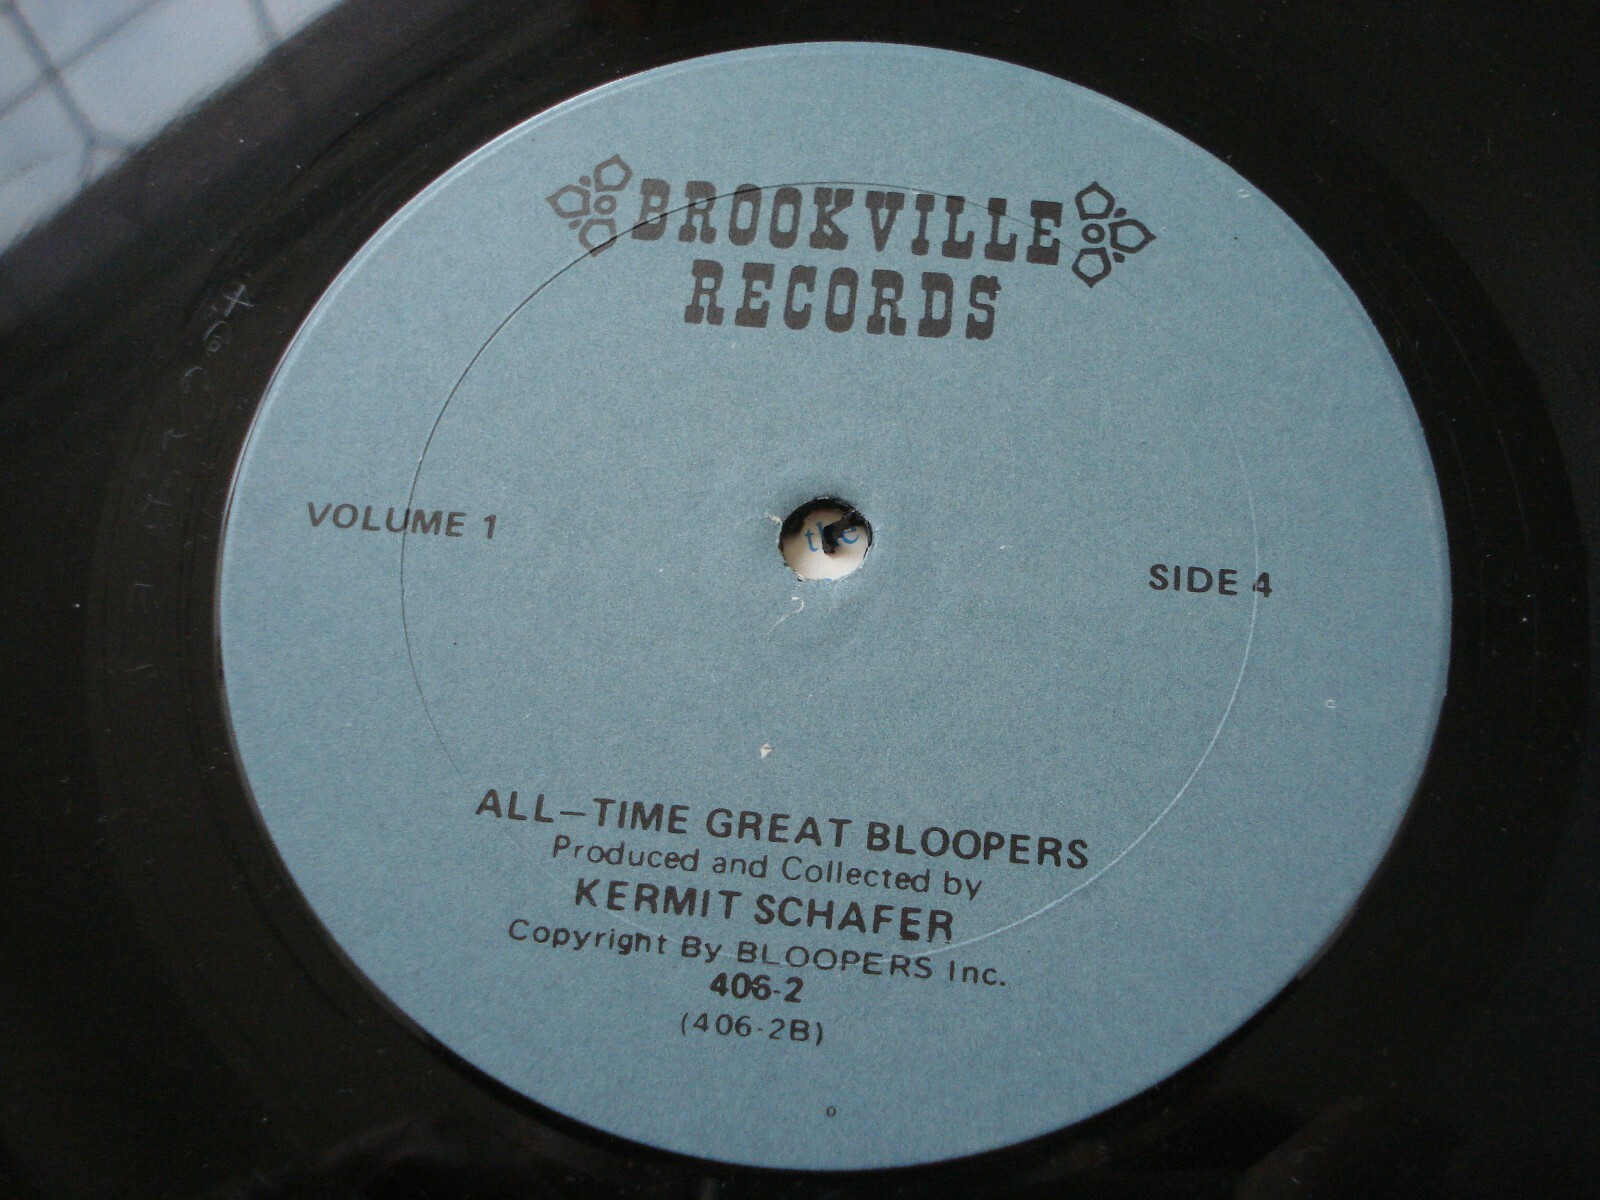 BROOKVILLE
RECORDS
VOLUME 1
the
SIDE 4
ALL—TIME GREAT BLOOPERS
Produced and Collected by
KERMIT SCHAFER
Copyright By BLOOPERS Inc.
406-2
(406-2B)